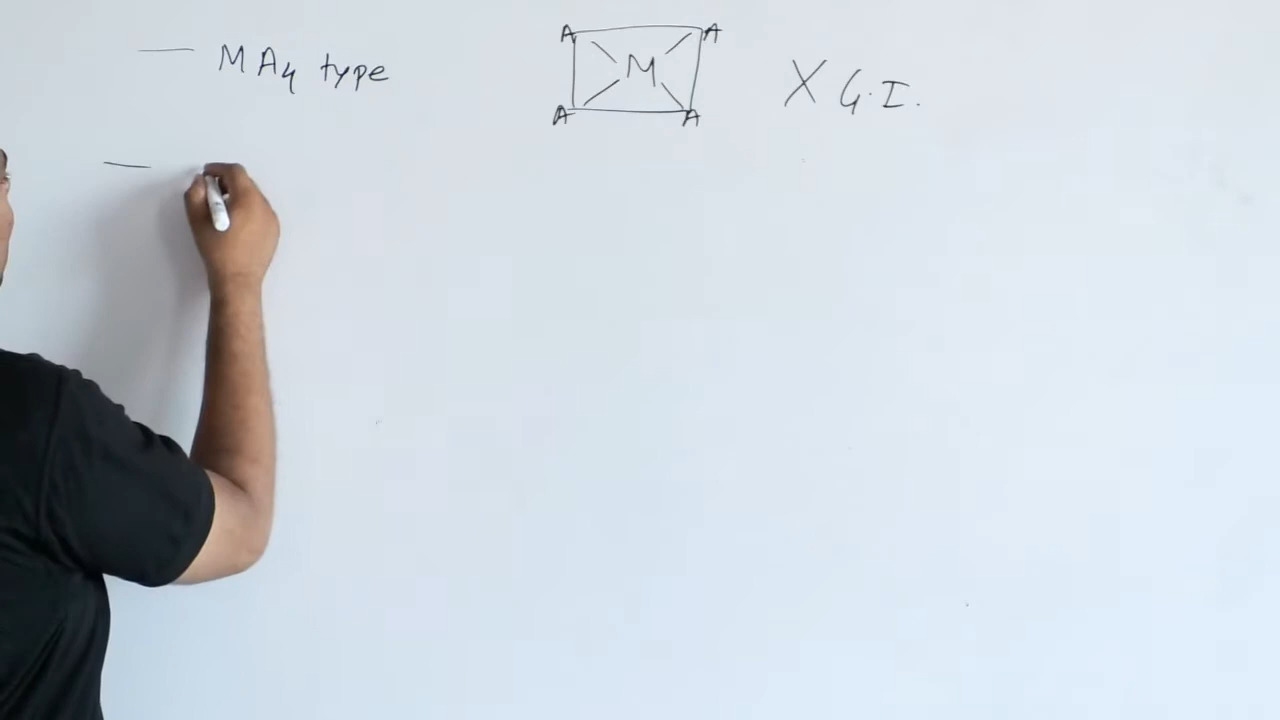 — MA4 type
A A
M
A A
X G.I.
—